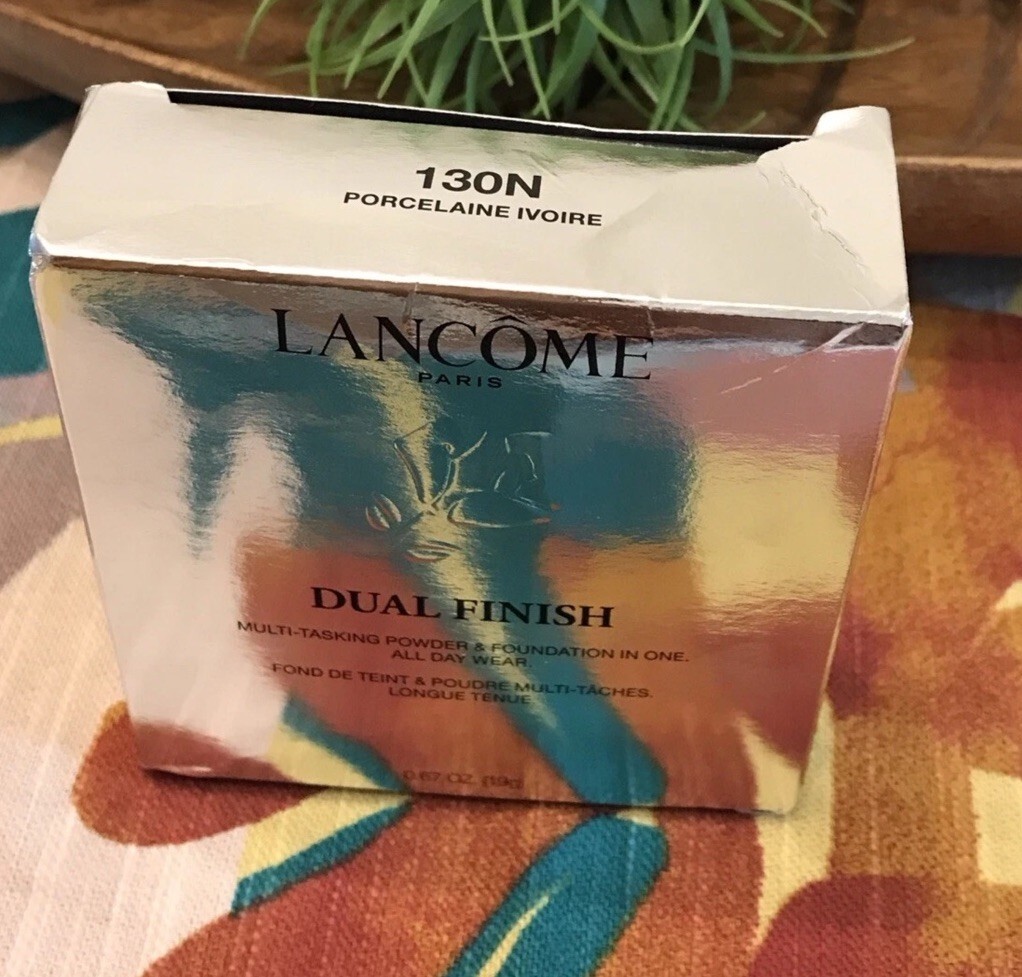 130N
PORCELAINE IVOIRE
LANCÔME
PARIS
DUAL FINISH
MULTI-TASKING POWDER & FOUNDATION IN ONE.
ALL DAY WEAR.
FOND DE TEINT & POUDRE MULTI-TÂCHES.
LONGUE TENUE
0.67 OZ. (19g)